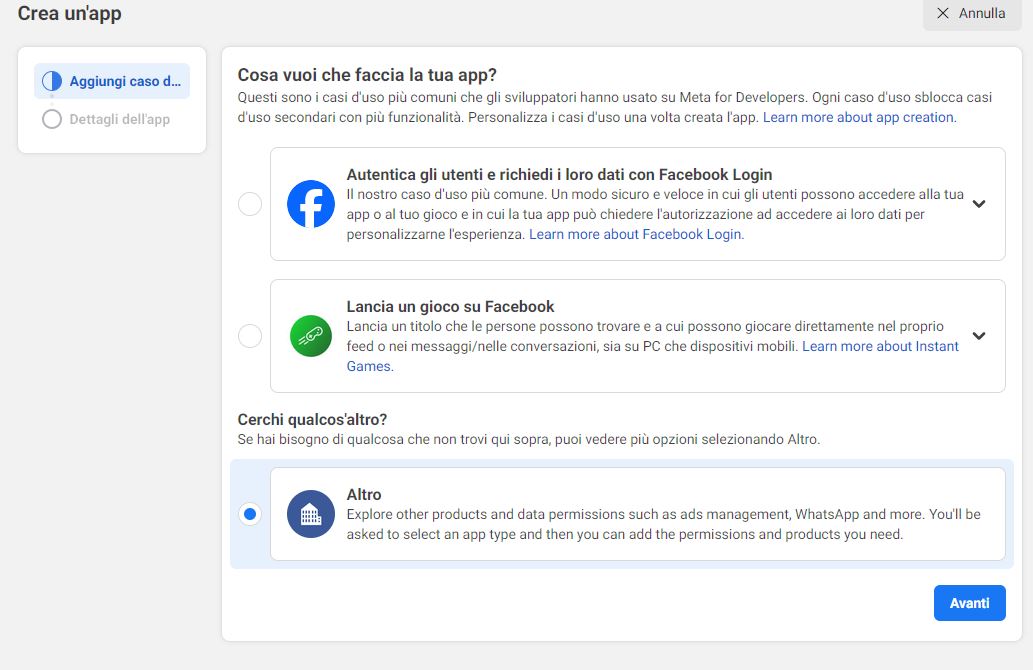 Crea un'app
Annulla
Aggiungi caso d...
Dettagli dell'app
Cosa vuoi che faccia la tua app?
Questi sono i casi d'uso più comuni che gli sviluppatori hanno usato su Meta for Developers. Ogni caso d'uso sblocca casi
d'uso secondari con più funzionalità. Personalizza i casi d'uso una volta creata l'app. Learn more about app creation.
Autentica gli utenti e richiedi i loro dati con Facebook Login
Il nostro caso d'uso più comune. Un modo sicuro e veloce in cui gli utenti possono accedere alla tua
app o al tuo gioco e in cui la tua app può chiedere l'autorizzazione ad accedere ai loro dati per
personalizzarne l'esperienza. Learn more about Facebook Login.
Lancia un gioco su Facebook
Lancia un titolo che le persone possono trovare e a cui possono giocare direttamente nel proprio
feed o nei messaggi/nelle conversazioni, sia su PC che dispositivi mobili. Learn more about Instant
Games.
Cerchi qualcos'altro?
Se hai bisogno di qualcosa che non trovi qui sopra, puoi vedere più opzioni selezionando Altro.
Altro
Explore other products and data permissions such as ads management, WhatsApp and more. You'll be
asked to select an app type and then you can add the permissions and products you need.
Avanti